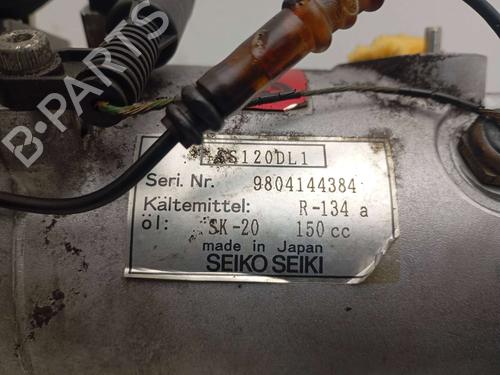 B-PARTS
SS120DL1
Seri. Nr. 9804144384
Kältemittel: R-134 a
öl: SK-20 150 cc
made in Japan
SEIKO SEIKI